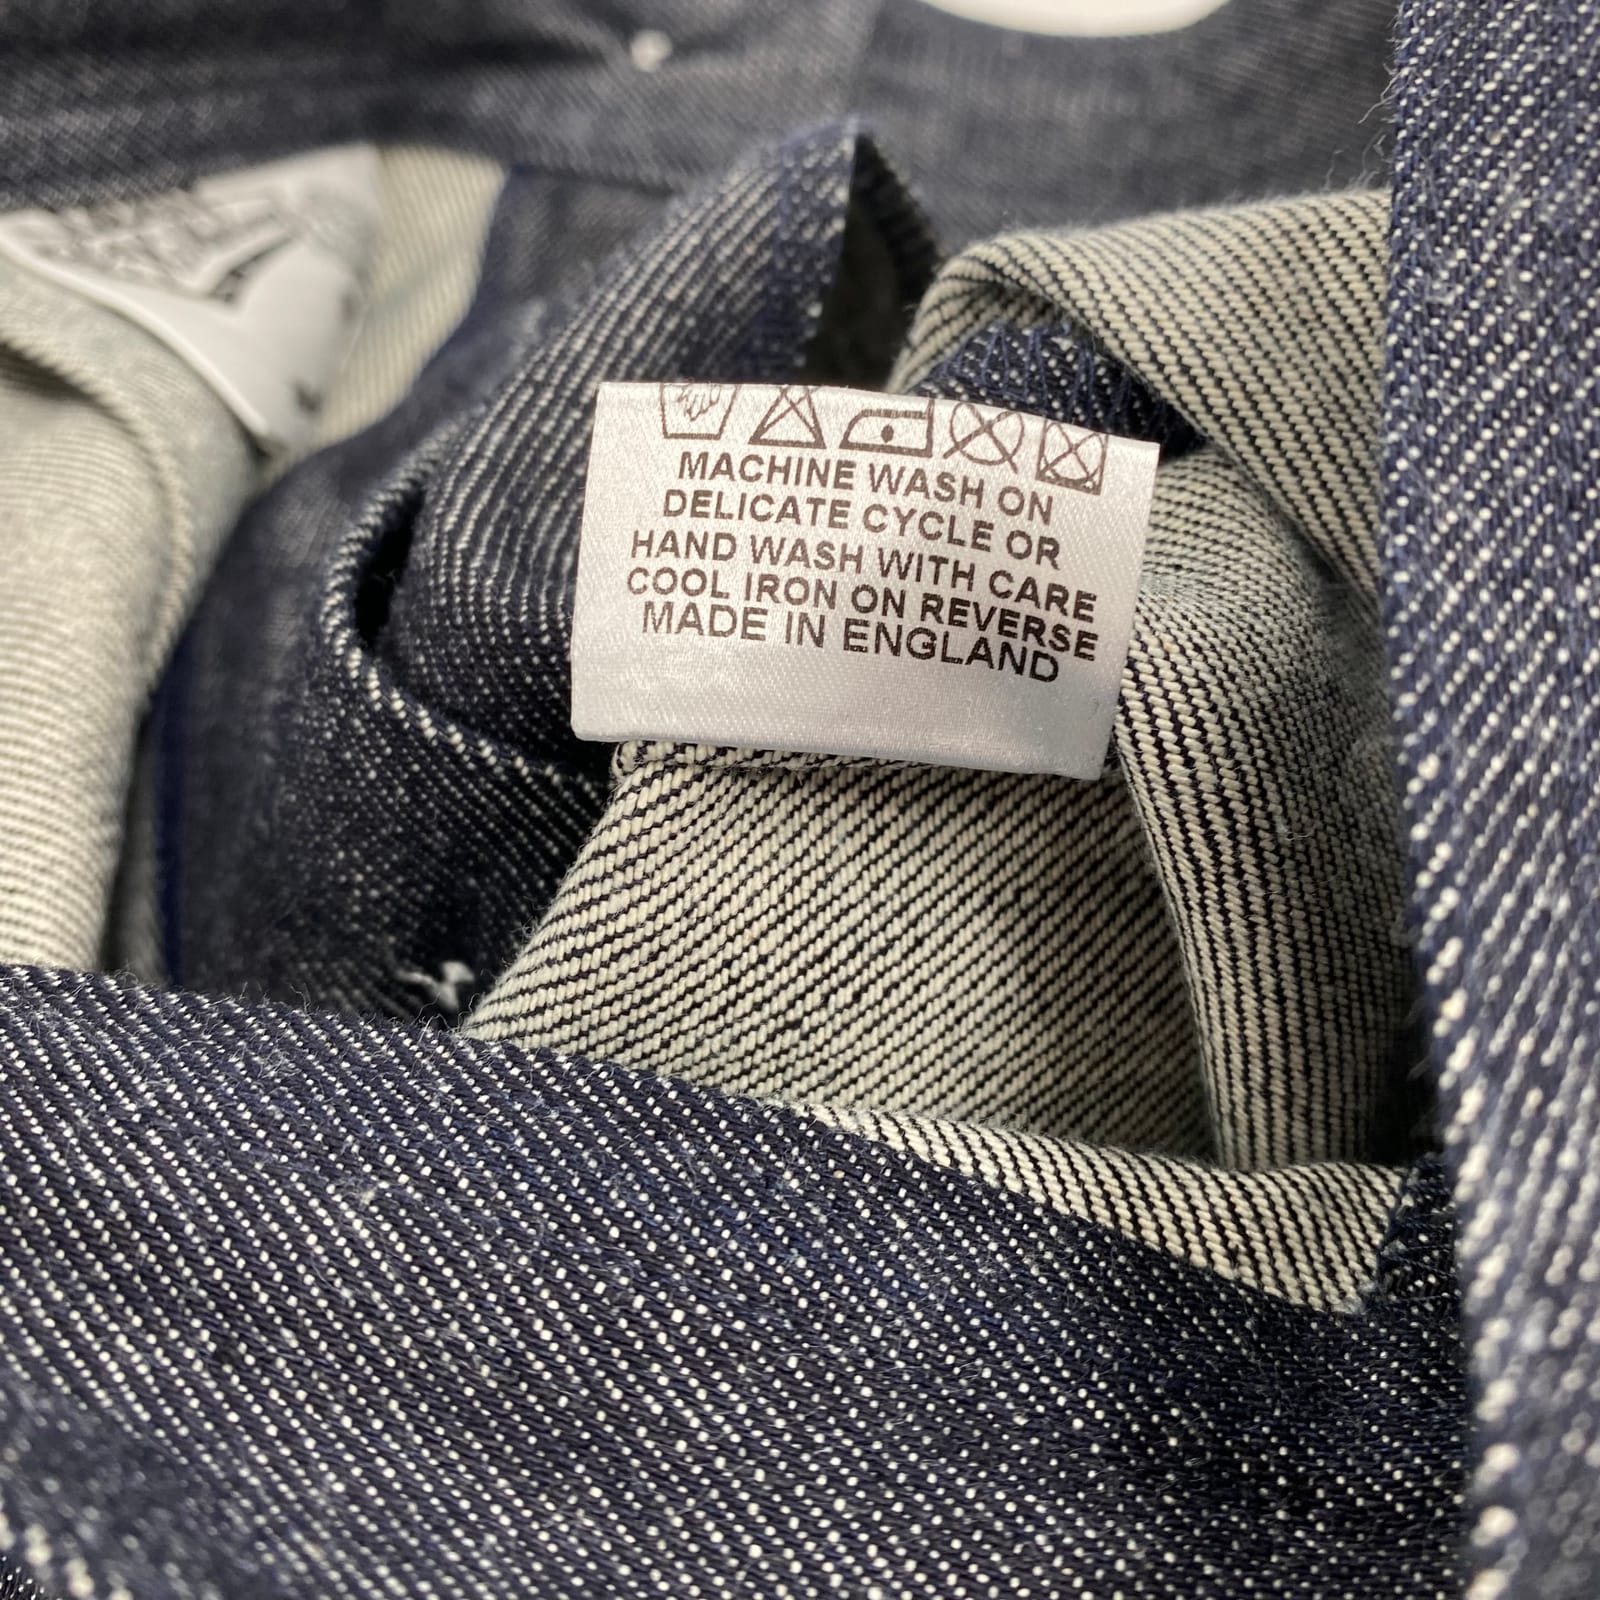 MACHINE WASH ON
DELICATE CYCLE OR
HAND WASH WITH CARE
COOL IRON ON REVERSE
MADE IN ENGLAND